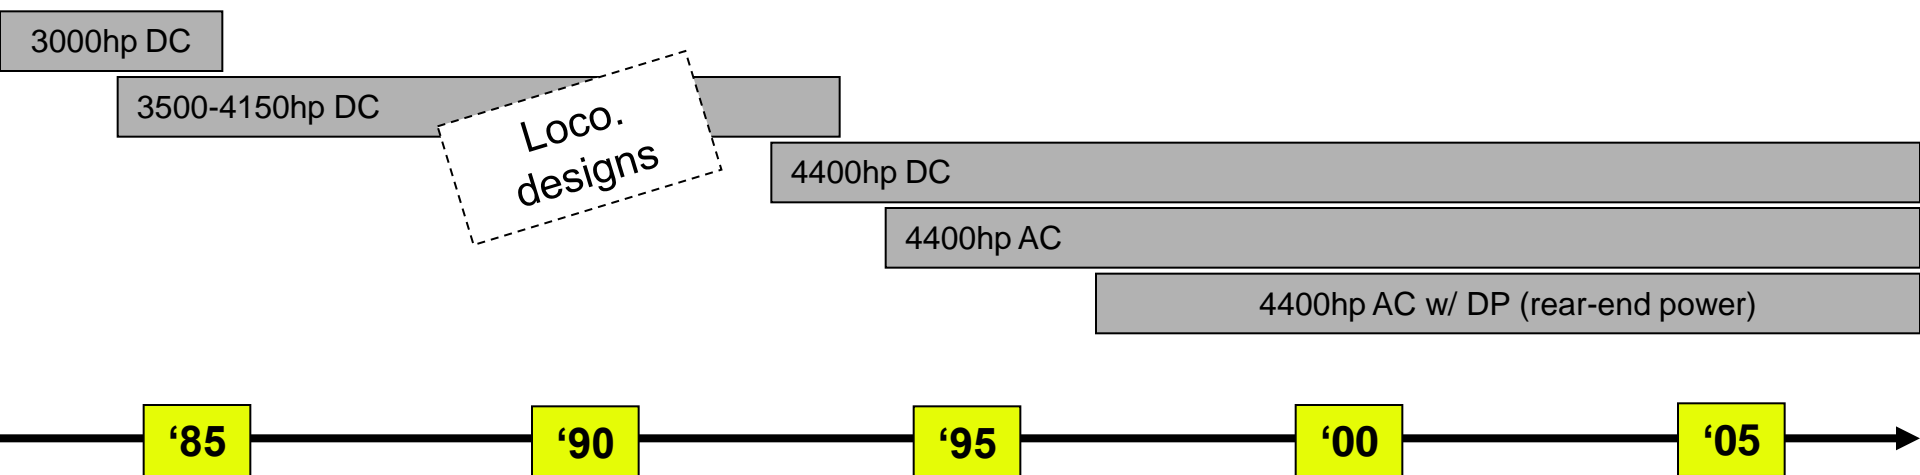 3000hp DC
3500-4150hp DC
Loco.
designs
4400hp DC
4400hp AC
4400hp AC w/ DP (rear-end power)
‘85
‘90
‘95
‘00
‘05